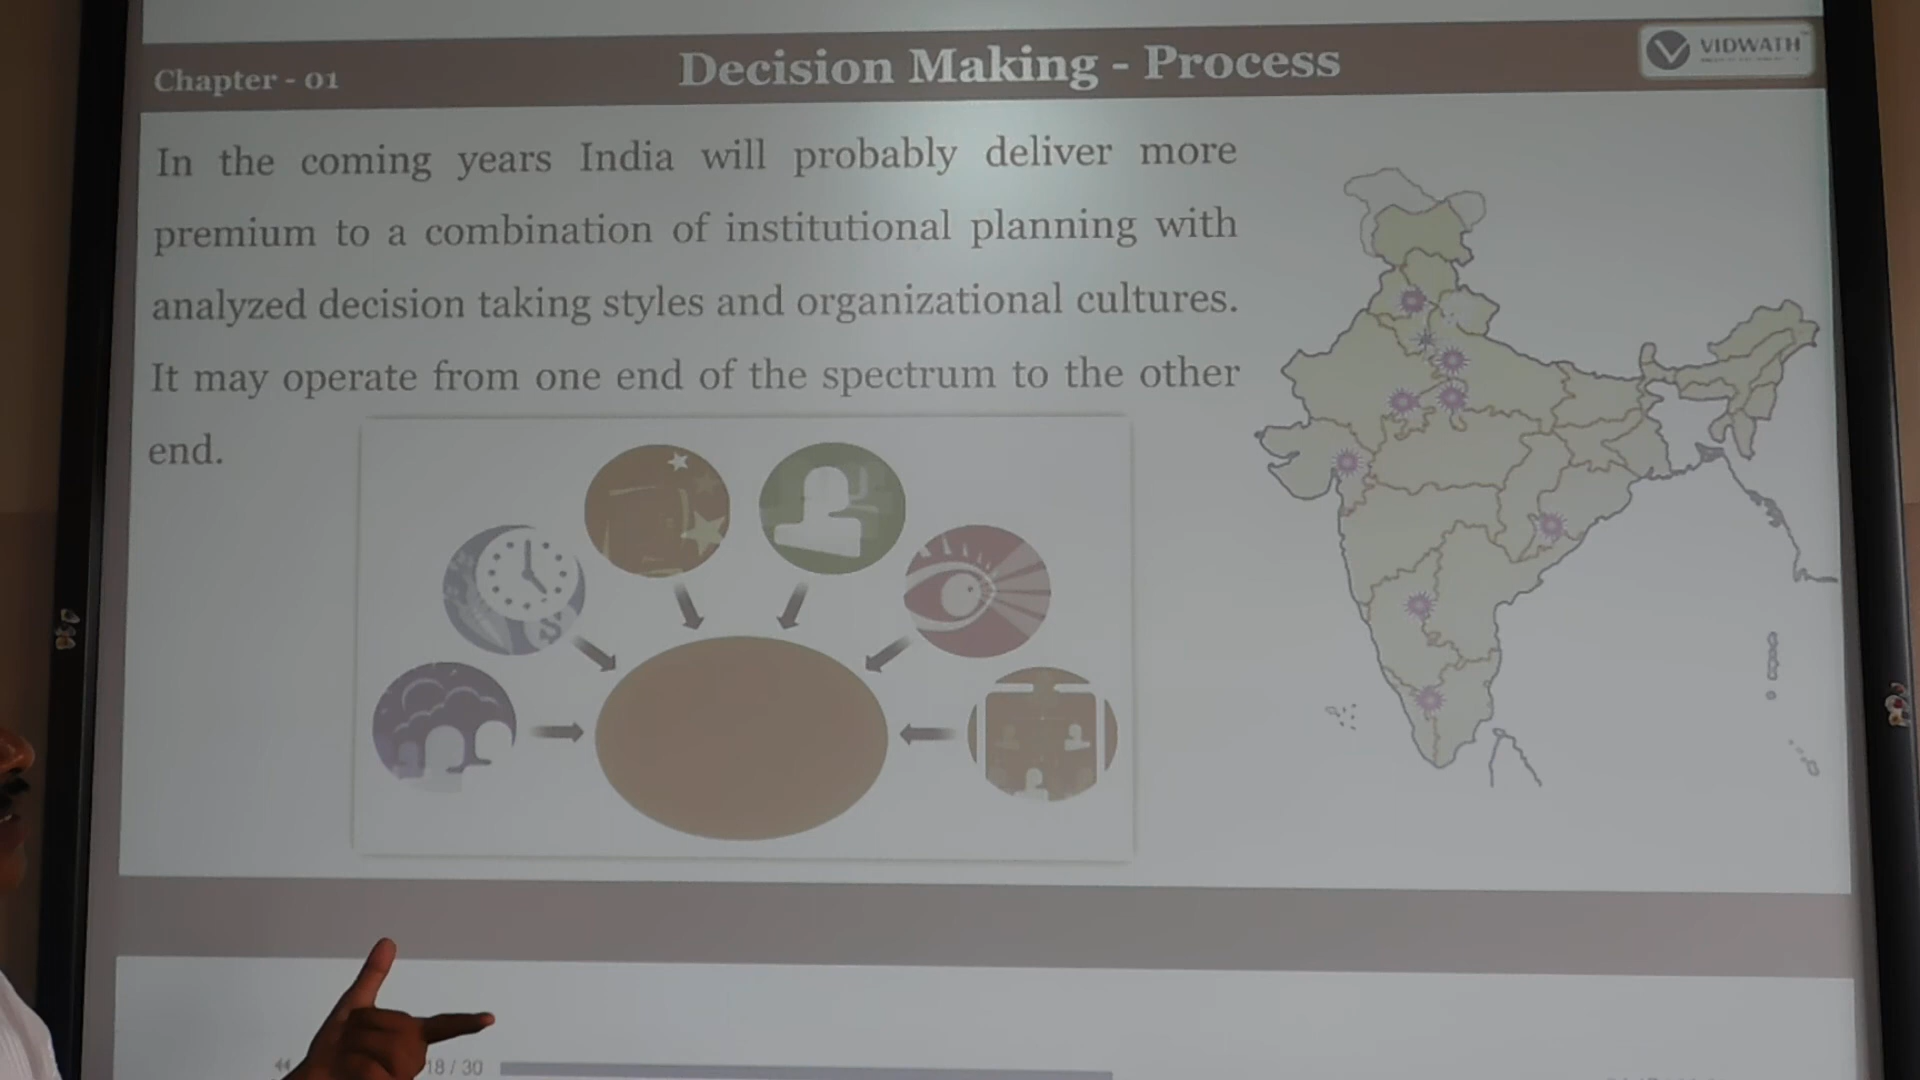 Chapter - 01
Decision Making - Process
VIDWATH
In the coming years India will probably deliver more
premium to a combination of institutional planning with
analyzed decision taking styles and organizational cultures.
It may operate from one end of the spectrum to the other
end.
$
18 / 30